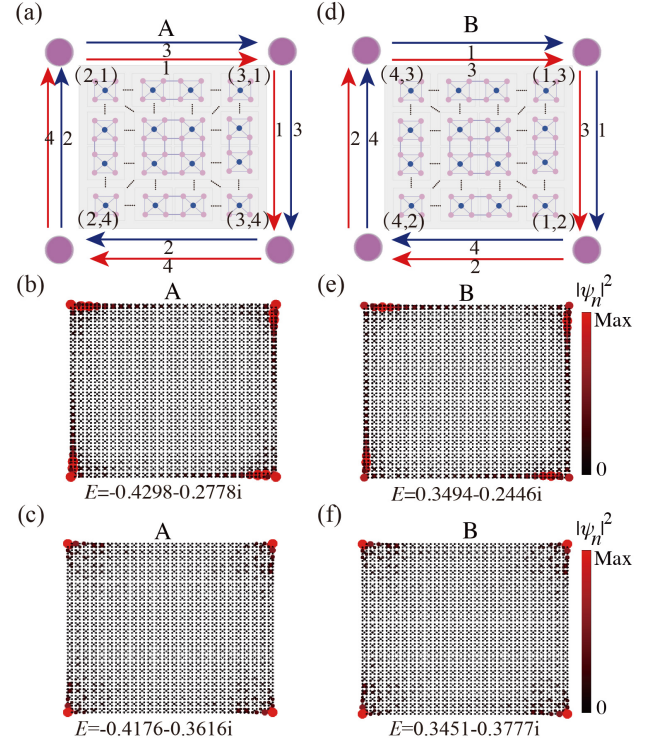 (a)
A
3
1
(2,1)
(3,1)
4
2
1
3
(2,4)
(3,4)
2
4
(d)
B
1
3
(4,3)
(1,3)
2
4
3
1
(4,2)
(1,2)
4
2
(b)
A
E=-0.4298-0.2778i
(e)
B
E=0.3494-0.2446i
|ψn|²
Max
0
(c)
A
E=-0.4176-0.3616i
(f)
B
E=0.3451-0.3777i
|ψn|²
Max
0